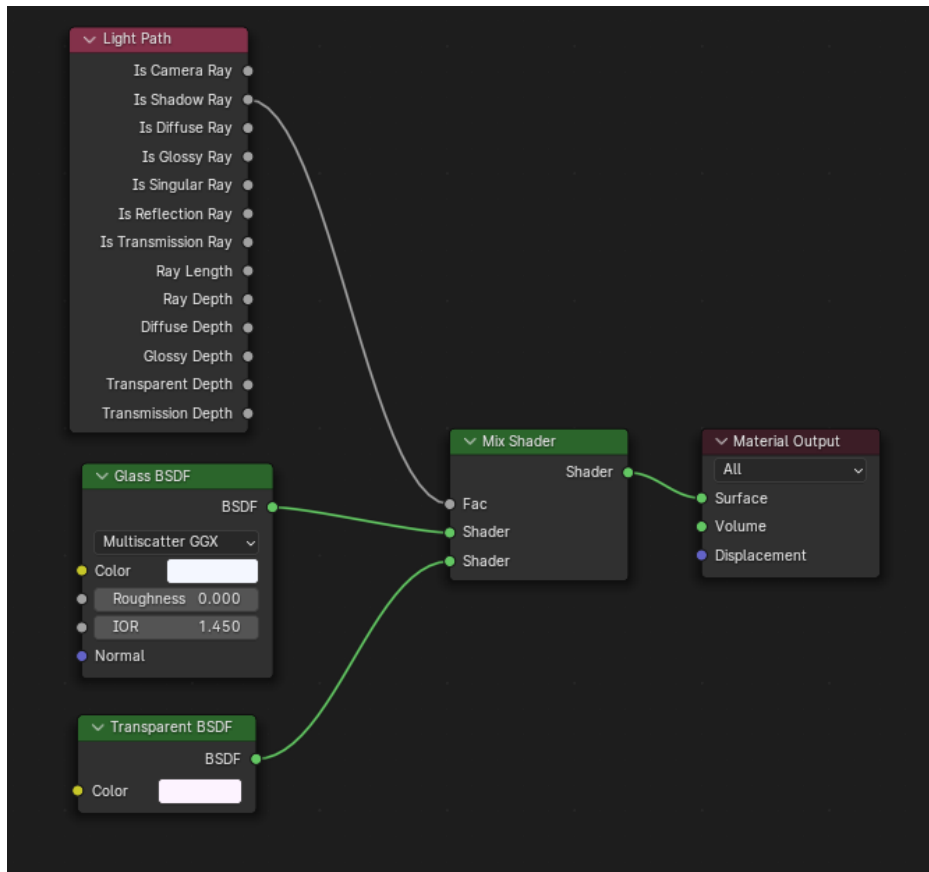 Light Path
Is Camera Ray
Is Shadow Ray
Is Diffuse Ray
Is Glossy Ray
Is Singular Ray
Is Reflection Ray
Is Transmission Ray
Ray Length
Ray Depth
Diffuse Depth
Glossy Depth
Transparent Depth
Transmission Depth
Glass BSDF
BSDF
Multiscatter GGX
Color
Roughness 0.000
IOR 1.450
Normal
Transparent BSDF
BSDF
Color
Mix Shader
Shader
Fac
Shader
Shader
Material Output
All
Surface
Volume
Displacement